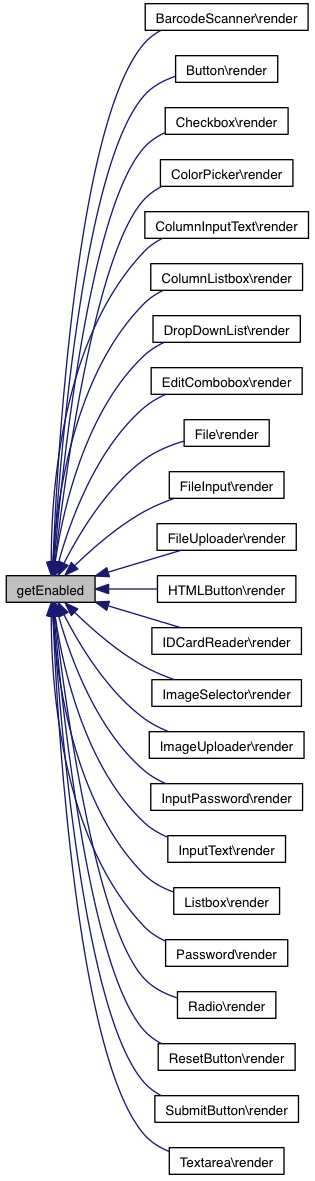 BarcodeScanner\render
Button\render
Checkbox\render
ColorPicker\render
ColumnInputText\render
ColumnListbox\render
DropDownList\render
EditCombobox\render
File\render
FileInput\render
FileUploader\render
getEnabled
HTMLButton\render
IDCardReader\render
ImageSelector\render
ImageUploader\render
InputPassword\render
InputText\render
Listbox\render
Password\render
Radio\render
ResetButton\render
SubmitButton\render
Textarea\render